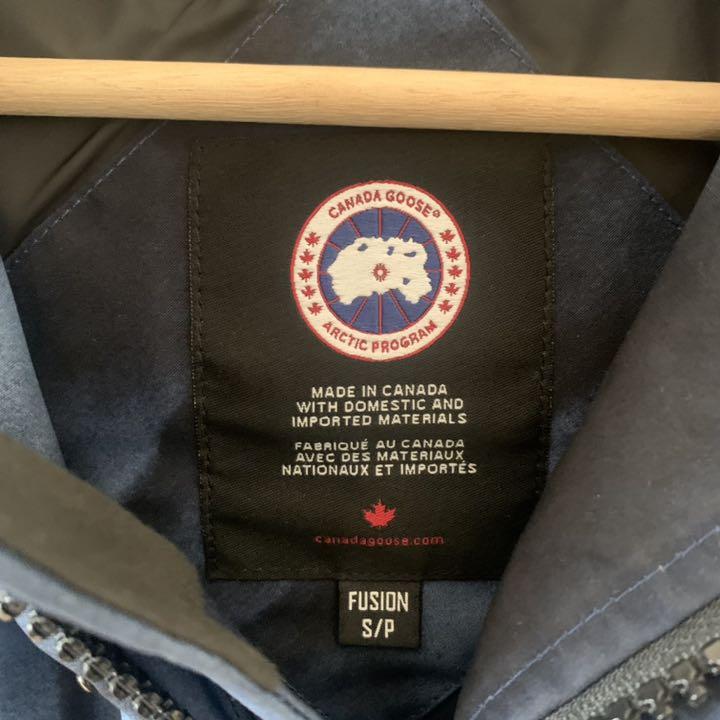 CANADA GOOSE®
ARCTIC PROGRAM
MADE IN CANADA
WITH DOMESTIC AND
IMPORTED MATERIALS
FABRIQUÉ AU CANADA
AVEC DES MATERIAUX
NATIONAUX ET IMPORTÉS
canadagoose.com
FUSION
S/P